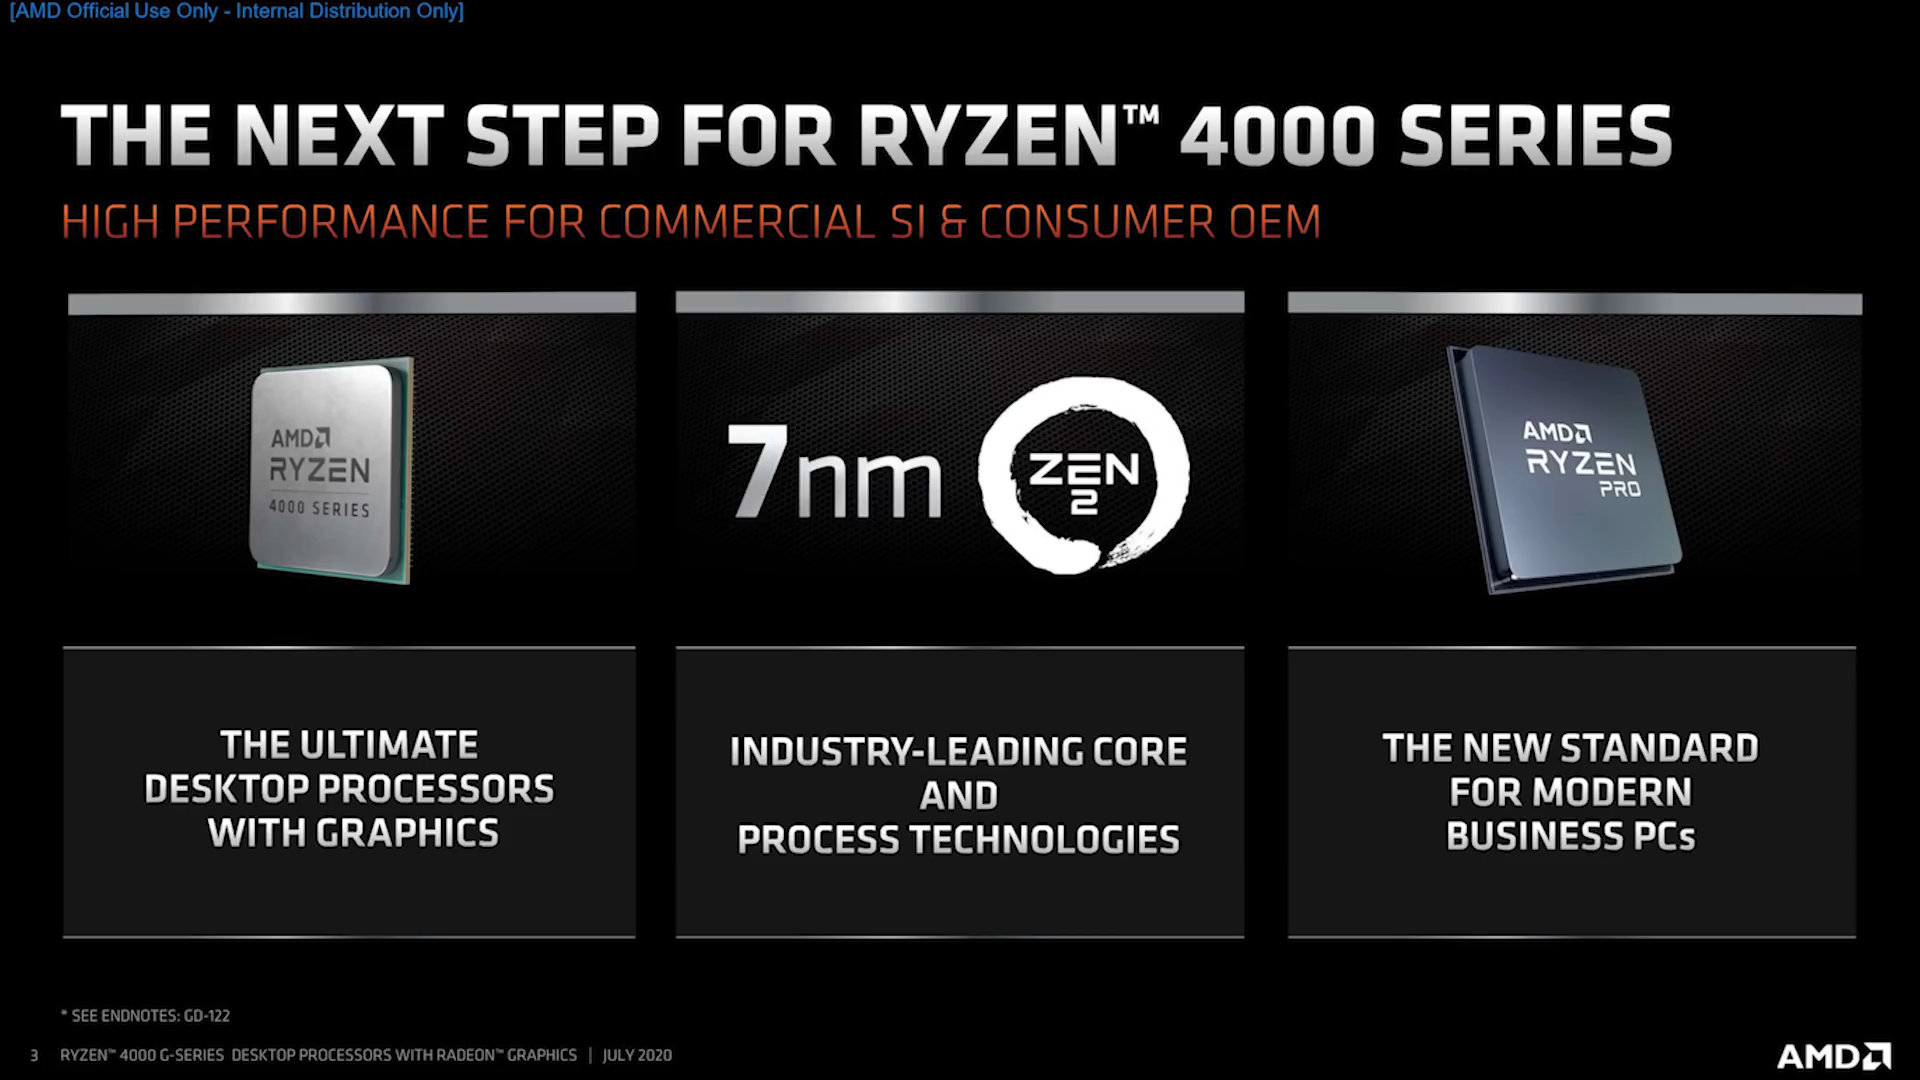 [AMD Official Use Only - Internal Distribution Only]
THE NEXT STEP FOR RYZEN™ 4000 SERIES
HIGH PERFORMANCE FOR COMMERCIAL SI & CONSUMER OEM
AMD
RYZEN
4000 SERIES
7nm
ZEN
2
AMD
RYZEN
PRO
THE ULTIMATE
DESKTOP PROCESSORS
WITH GRAPHICS
INDUSTRY-LEADING CORE
AND
PROCESS TECHNOLOGIES
THE NEW STANDARD
FOR MODERN
BUSINESS PCs
* SEE ENDNOTES: GD-122
3 RYZEN™ 4000 G-SERIES DESKTOP PROCESSORS WITH RADEON™ GRAPHICS | JULY 2020
AMD